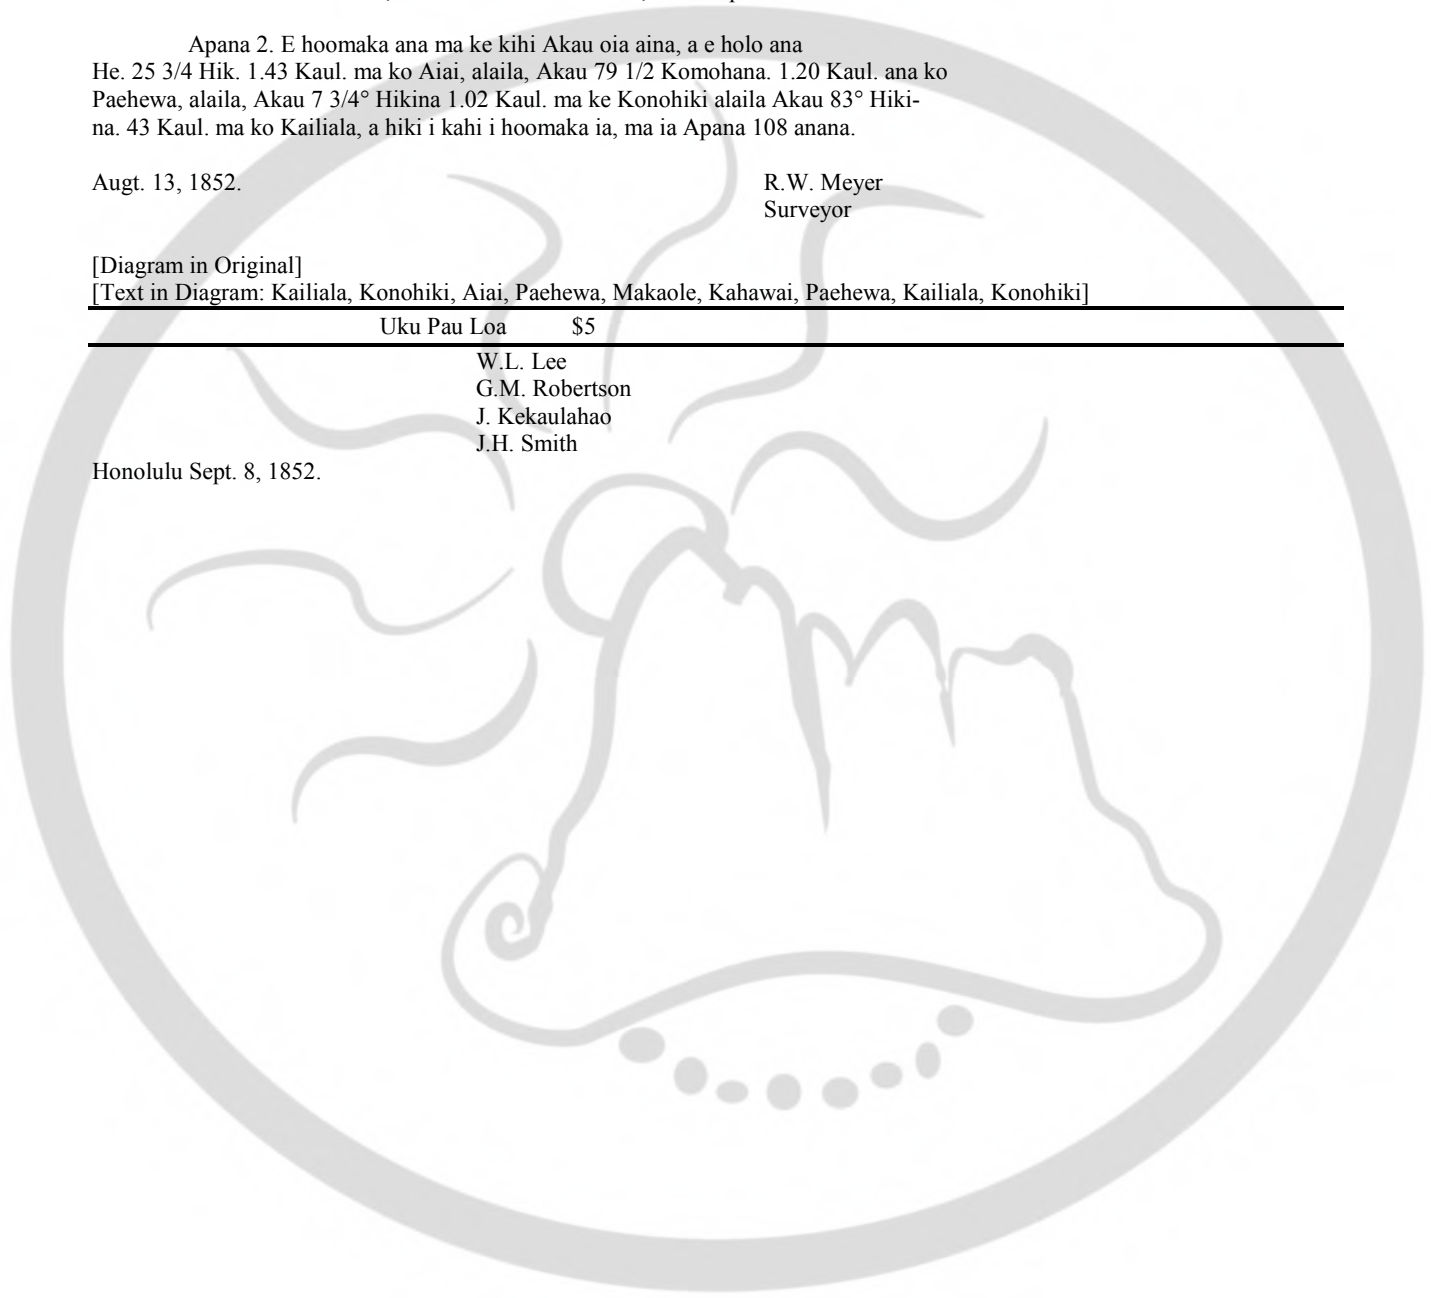 Apana 2. E hoomaka ana ma ke kihi Akau oia aina, a e holo ana
He. 25 3/4 Hik. 1.43 Kaul. ma ko Aiai, alaila, Akau 79 1/2 Komohana. 1.20 Kaul. ana ko
Paehewa, alaila, Akau 7 3/4° Hikina 1.02 Kaul. ma ke Konohiki alaila Akau 83° Hiki-
na. 43 Kaul. ma ko Kailiala, a hiki i kahi i hoomaka ia, ma ia Apana 108 anana.
Augt. 13, 1852. R.W. Meyer
Surveyor
[Diagram in Original]
[Text in Diagram: Kailiala, Konohiki, Aiai, Paehewa, Makaole, Kahawai, Paehewa, Kailiala, Konohiki]
Uku Pau Loa $5
W.L. Lee
G.M. Robertson
J. Kekaulahao
J.H. Smith
Honolulu Sept. 8, 1852.